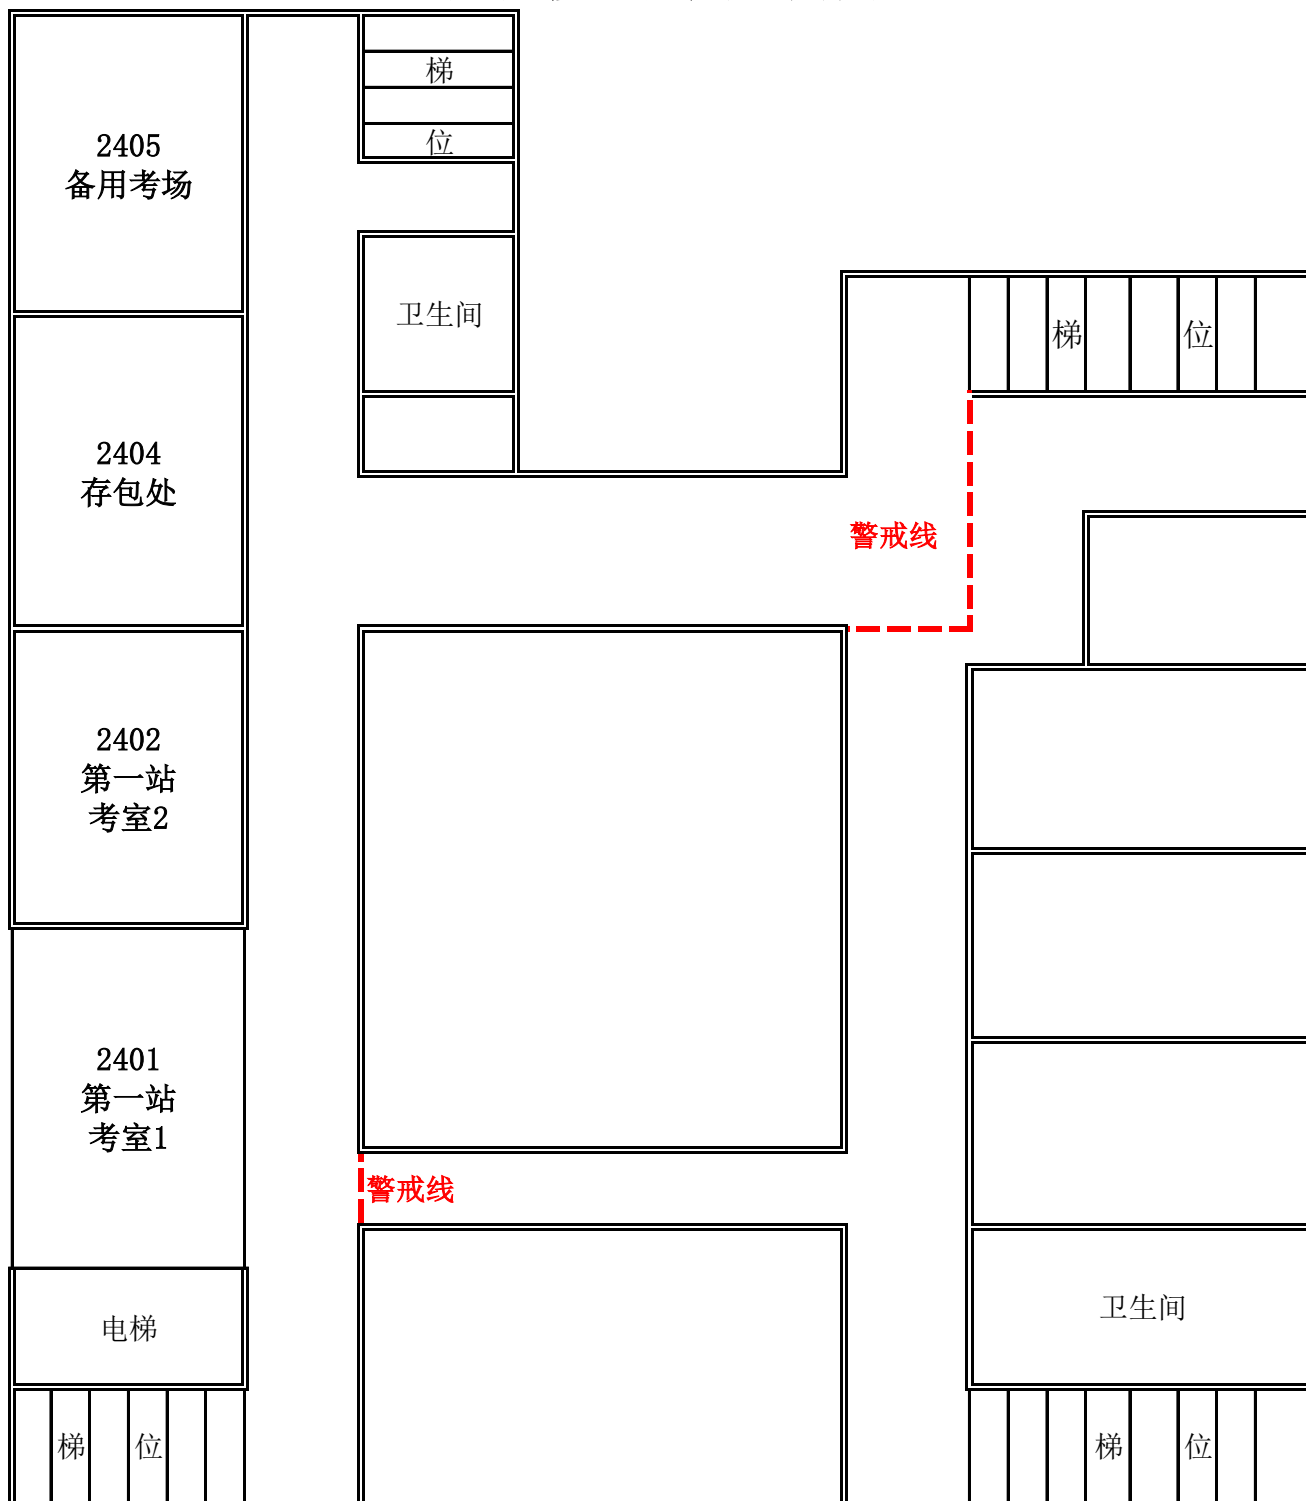 梯
位
2405
备用考场
卫生间
梯 位
2404
存包处
警戒线
2402
第一站
考室2
2401
第一站
考室1
警戒线
电梯
卫生间
梯 位
梯 位